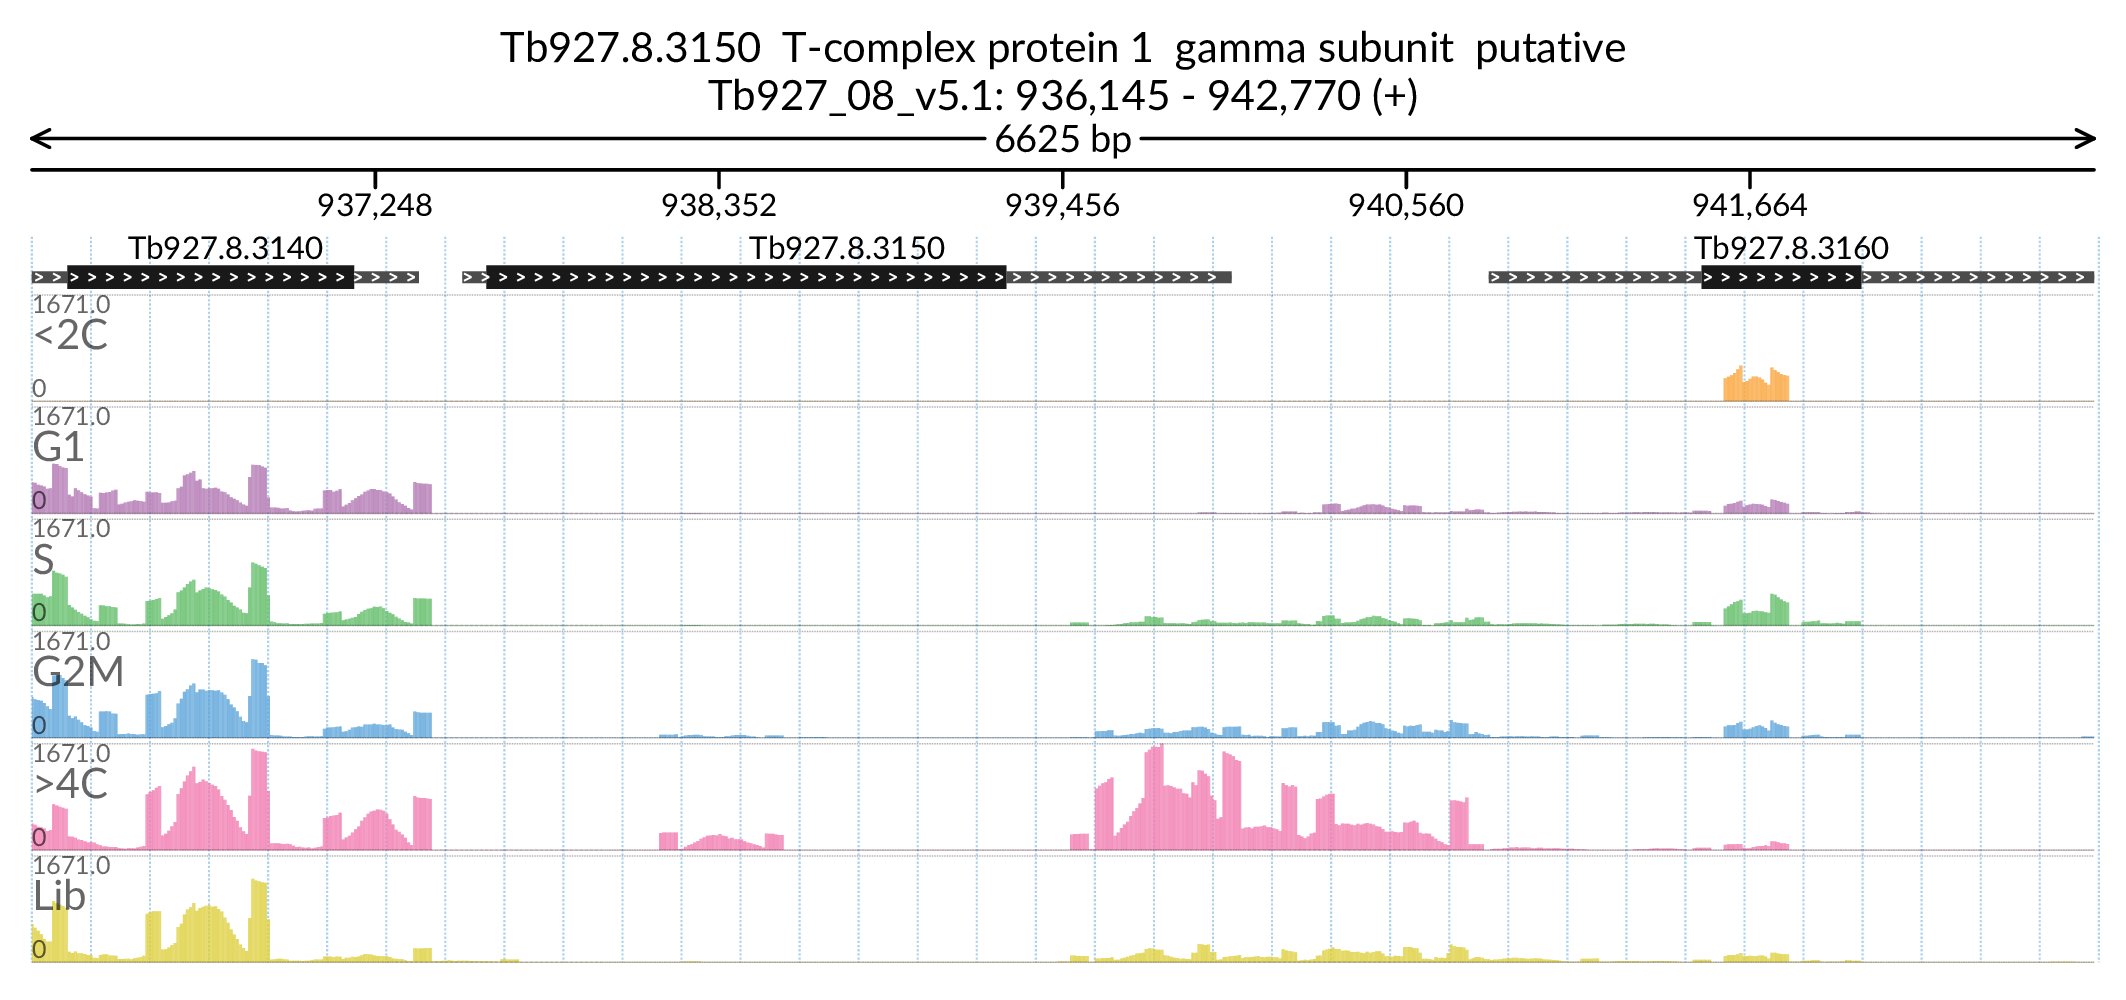 Tb927.8.3150  T-complex protein 1  gamma subunit  putative
Tb927_08_v5.1: 936,145 - 942,770 (+)
6625 bp
937,248 938,352 939,456 940,560 941,664
Tb927.8.3140 Tb927.8.3150 Tb927.8.3160
1671.0
<2C
0
1671.0
G1
0
1671.0
S
0
1671.0
G2M
0
1671.0
>4C
0
1671.0
Lib
0